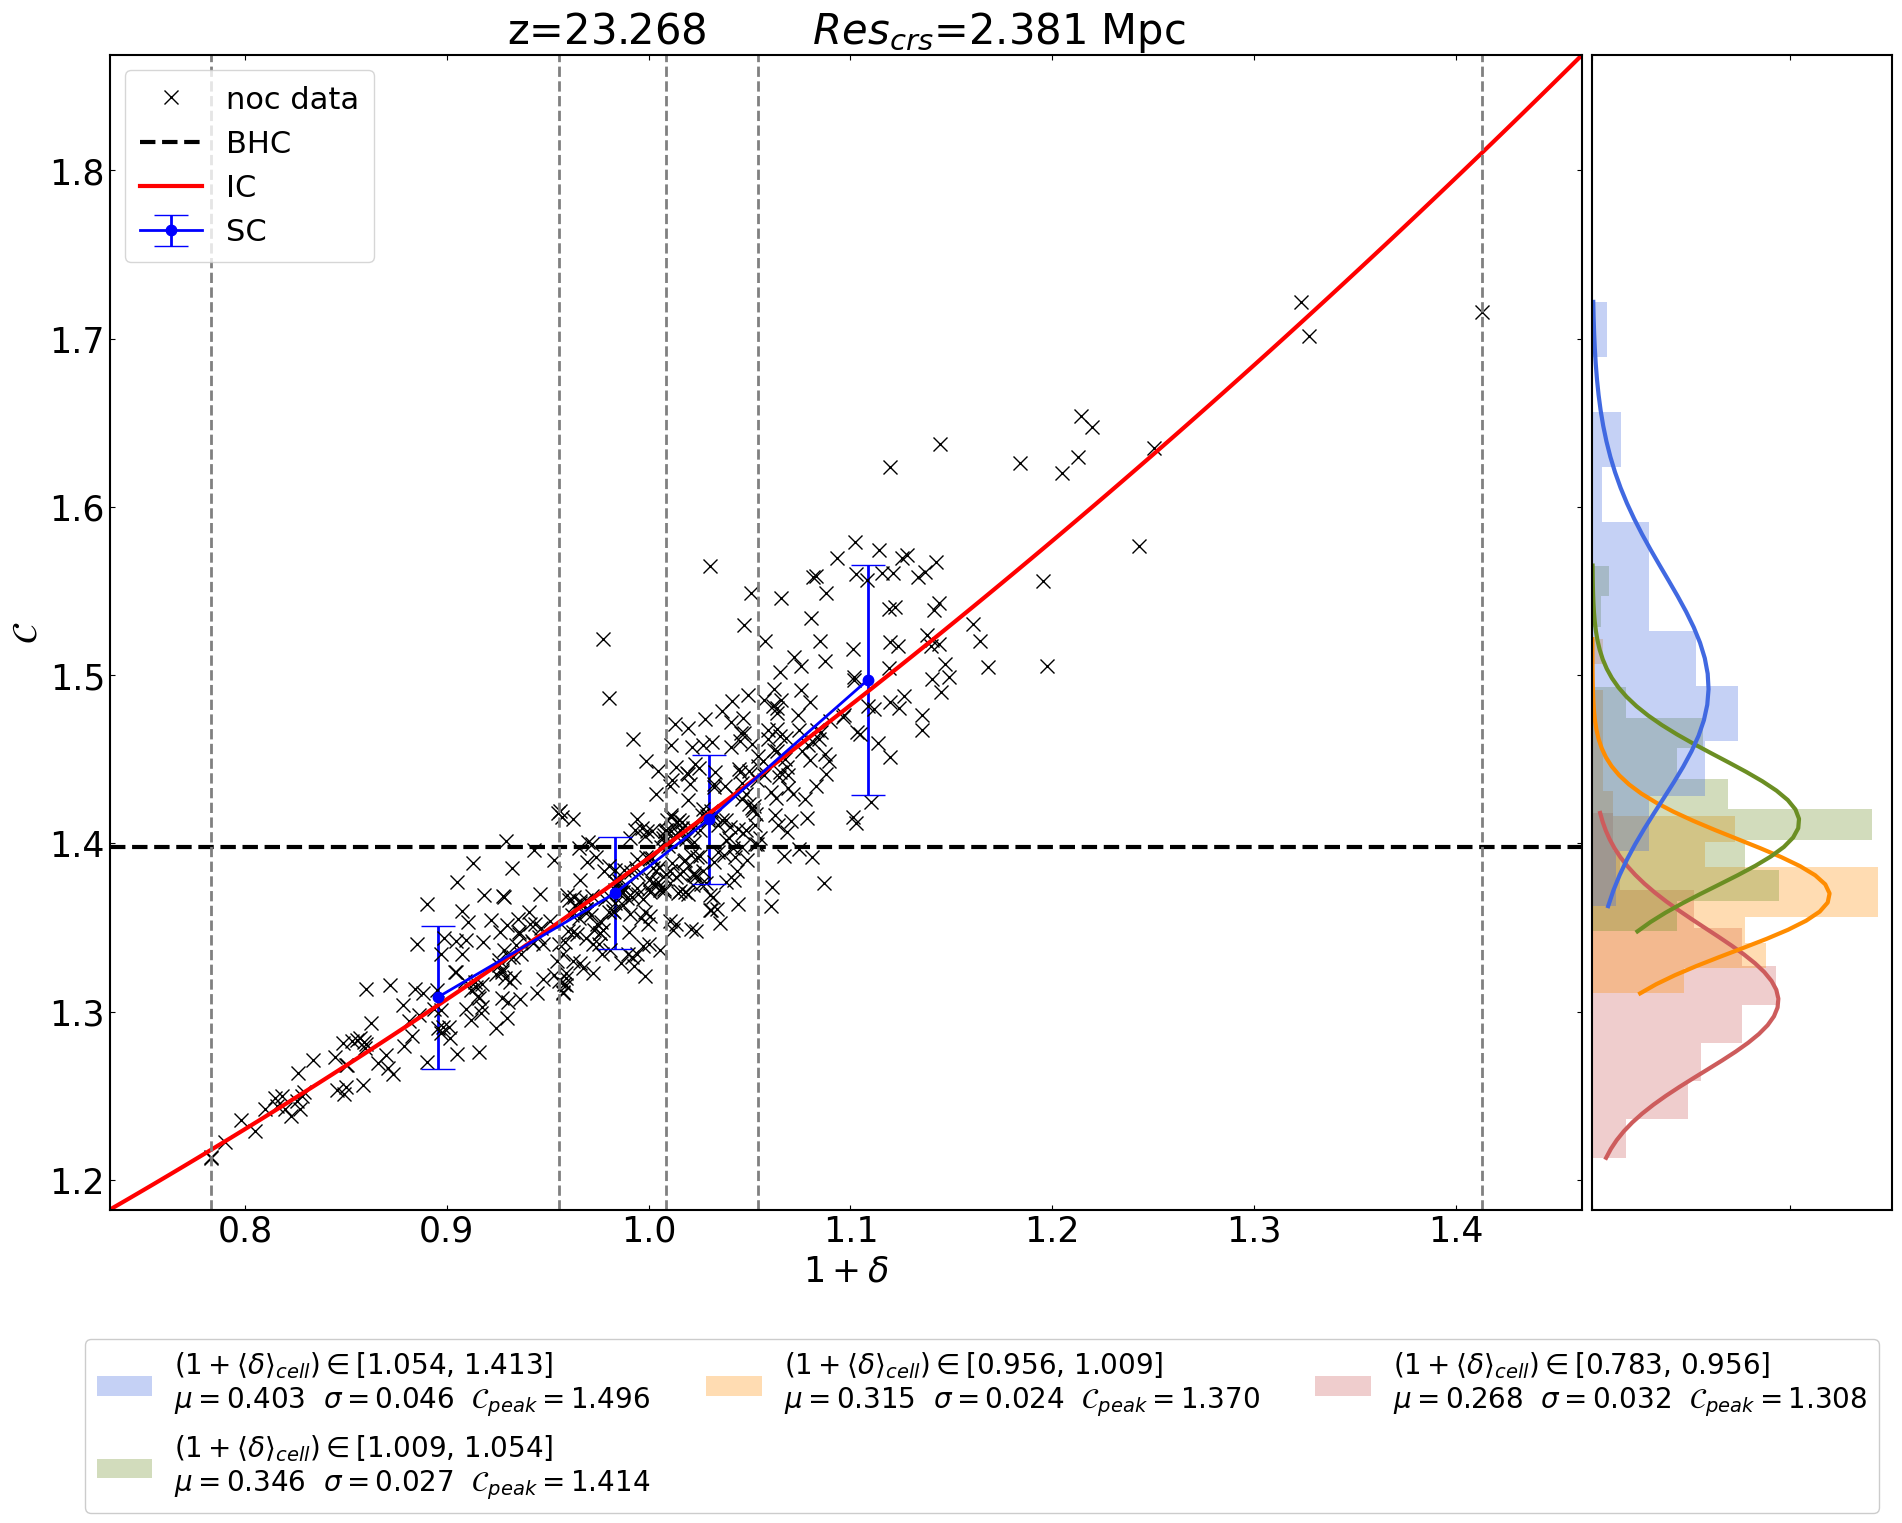 z=23.268 Res_crs=2.381 Mpc
noc data
BHC
IC
SC
1.8
1.7
1.6
1.5
1.4
1.3
1.2
𝒞
0.8 0.9 1.0 1.1 1.2 1.3 1.4
1 + δ
(1 + ⟨δ⟩_cell) ∈ [1.054, 1.413]
μ = 0.403 σ = 0.046 𝒞_peak = 1.496
(1 + ⟨δ⟩_cell) ∈ [1.009, 1.054]
μ = 0.346 σ = 0.027 𝒞_peak = 1.414
(1 + ⟨δ⟩_cell) ∈ [0.956, 1.009]
μ = 0.315 σ = 0.024 𝒞_peak = 1.370
(1 + ⟨δ⟩_cell) ∈ [0.783, 0.956]
μ = 0.268 σ = 0.032 𝒞_peak = 1.308